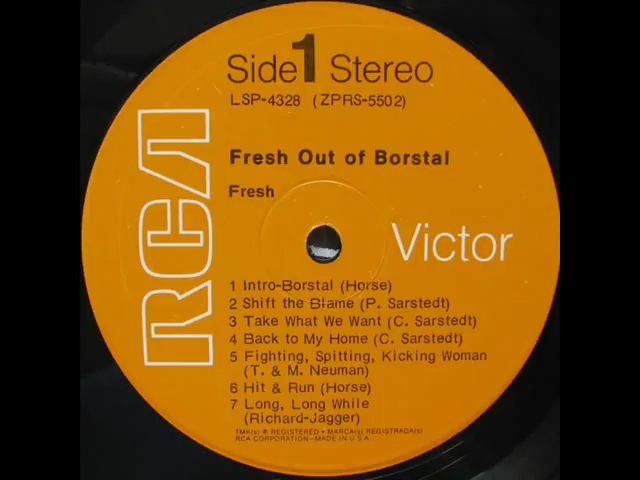 Side 1 Stereo
LSP-4328 (ZPRS-5502)
RCA
Fresh Out of Borstal
Fresh
Victor
1 Intro-Borstal (Horse)
2 Shift the Blame (P. Sarstedt)
3 Take What We Want (C. Sarstedt)
4 Back to My Home (C. Sarstedt)
5 Fighting, Spitting, Kicking Woman
(T. & M. Neuman)
6 Hit & Run (Horse)
7 Long, Long While
(Richard-Jagger)
TMK(s) ® REGISTERED • MARCA(s) REGISTRADA(s)
RCA CORPORATION—MADE IN U.S.A